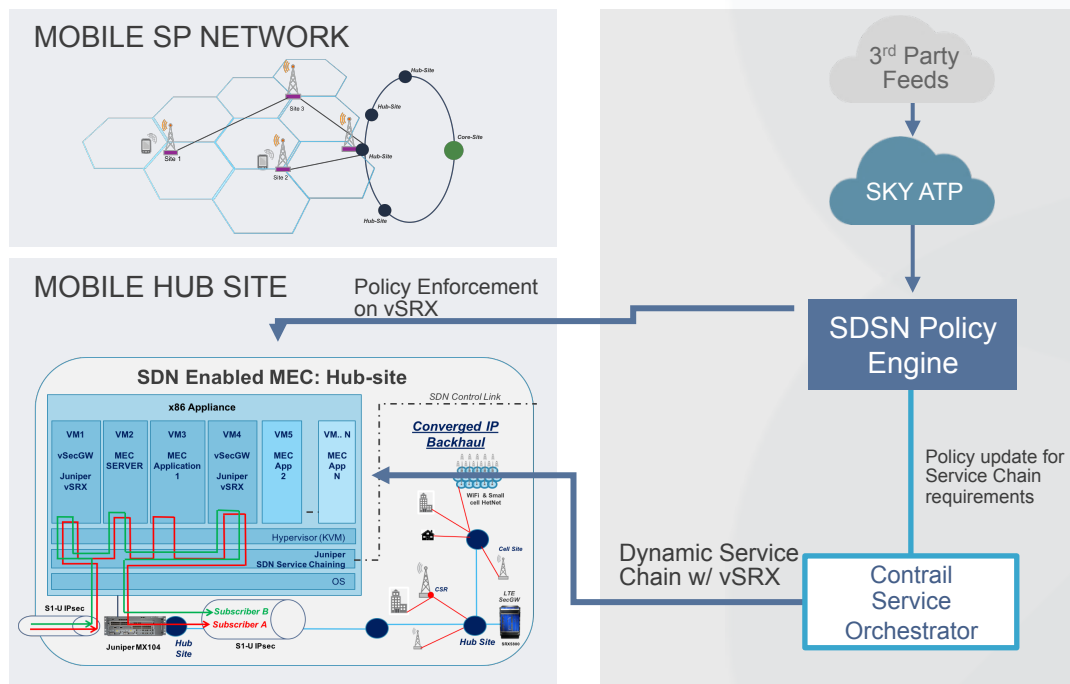 MOBILE SP NETWORK
Hub-Site
Site 3
Hub-Site
Core-Site
Site 1
Hub-Site
Site 2
Hub-Site
MOBILE HUB SITE
Policy Enforcement
on vSRX
SDN Enabled MEC: Hub-site
x86 Appliance
VM1
vSecGW
Juniper
vSRX
VM2
MEC
SERVER
VM3
MEC
Application
1
VM4
vSecGW
Juniper
vSRX
VM5
MEC
App
2
VM.. N
MEC
App
N
Hypervisor (KVM)
Juniper
SDN Service Chaining
OS
SDN Control Link
Converged IP
Backhaul
WiFi & Small
cell HetNet
Cell Site
CSR
LTE
SecGW
SRX5000
Hub Site
S1-U IPsec
Subscriber B
Subscriber A
Juniper MX104
Hub
Site
S1-U IPsec
3rd Party
Feeds
SKY ATP
SDSN Policy
Engine
Policy update for
Service Chain
requirements
Dynamic Service
Chain w/ vSRX
Contrail
Service
Orchestrator